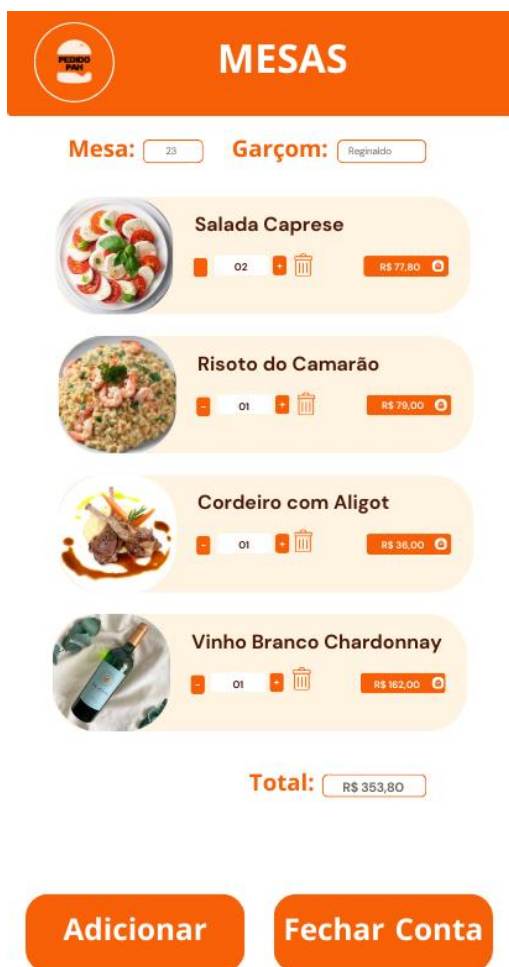 PEDIDO
PAH
MESAS
Mesa: 23 Garçom: Reginaldo
Salada Caprese
02 + R$ 77,80
Risoto do Camarão
- 01 + R$ 79,00
Cordeiro com Aligot
- 01 + R$ 36,00
Vinho Branco Chardonnay
- 01 + R$ 162,00
Total: R$ 353,80
Adicionar Fechar Conta